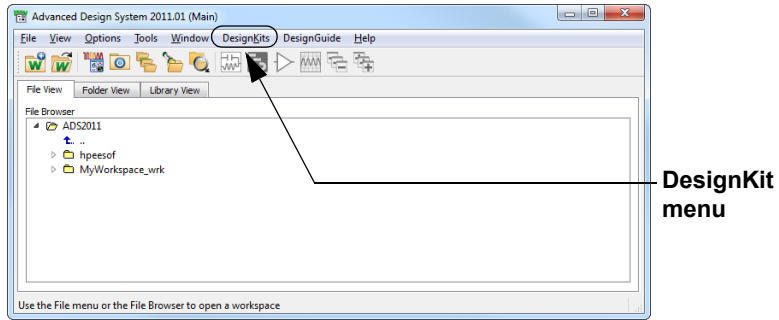 Advanced Design System 2011.01 (Main)
File View Options Tools Window DesignKits DesignGuide Help
File View Folder View Library View
File Browser
ADS2011
..
hpeesof
MyWorkspace_wrk
DesignKit
menu
Use the File menu or the File Browser to open a workspace